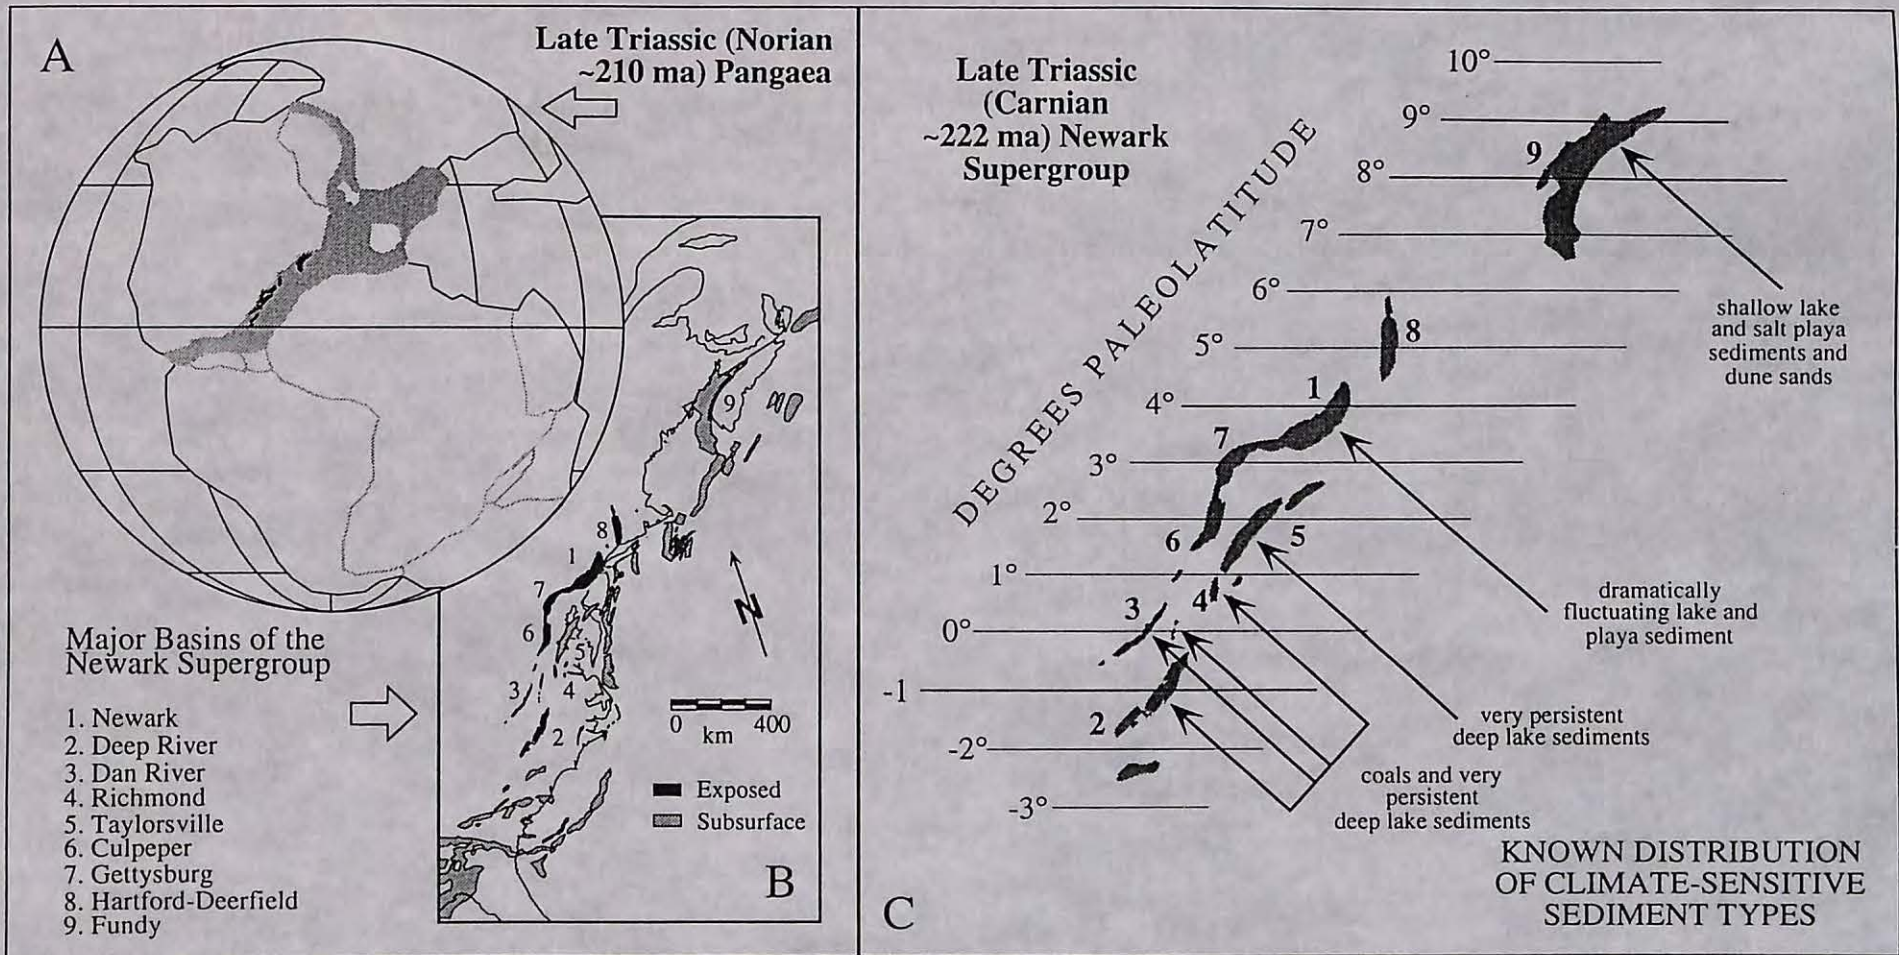 A
Late Triassic (Norian
~210 ma) Pangaea
Major Basins of the
Newark Supergroup
1. Newark
2. Deep River
3. Dan River
4. Richmond
5. Taylorsville
6. Culpeper
7. Gettysburg
8. Hartford-Deerfield
9. Fundy
9
8
1
7
6
5
3
4
2
N
0 400
km
Exposed
Subsurface
B
Late Triassic
(Carnian
~222 ma) Newark
Supergroup
DEGREES PALEOLATITUDE
10°
9°
8°
7°
6°
5°
4°
3°
2°
1°
0°
-1
-2°
-3°
9
8
1
7
6
5
4
3
2
shallow lake
and salt playa
sediments and
dune sands
dramatically
fluctuating lake and
playa sediment
very persistent
deep lake sediments
coals and very
persistent
deep lake sediments
KNOWN DISTRIBUTION
OF CLIMATE-SENSITIVE
SEDIMENT TYPES
C